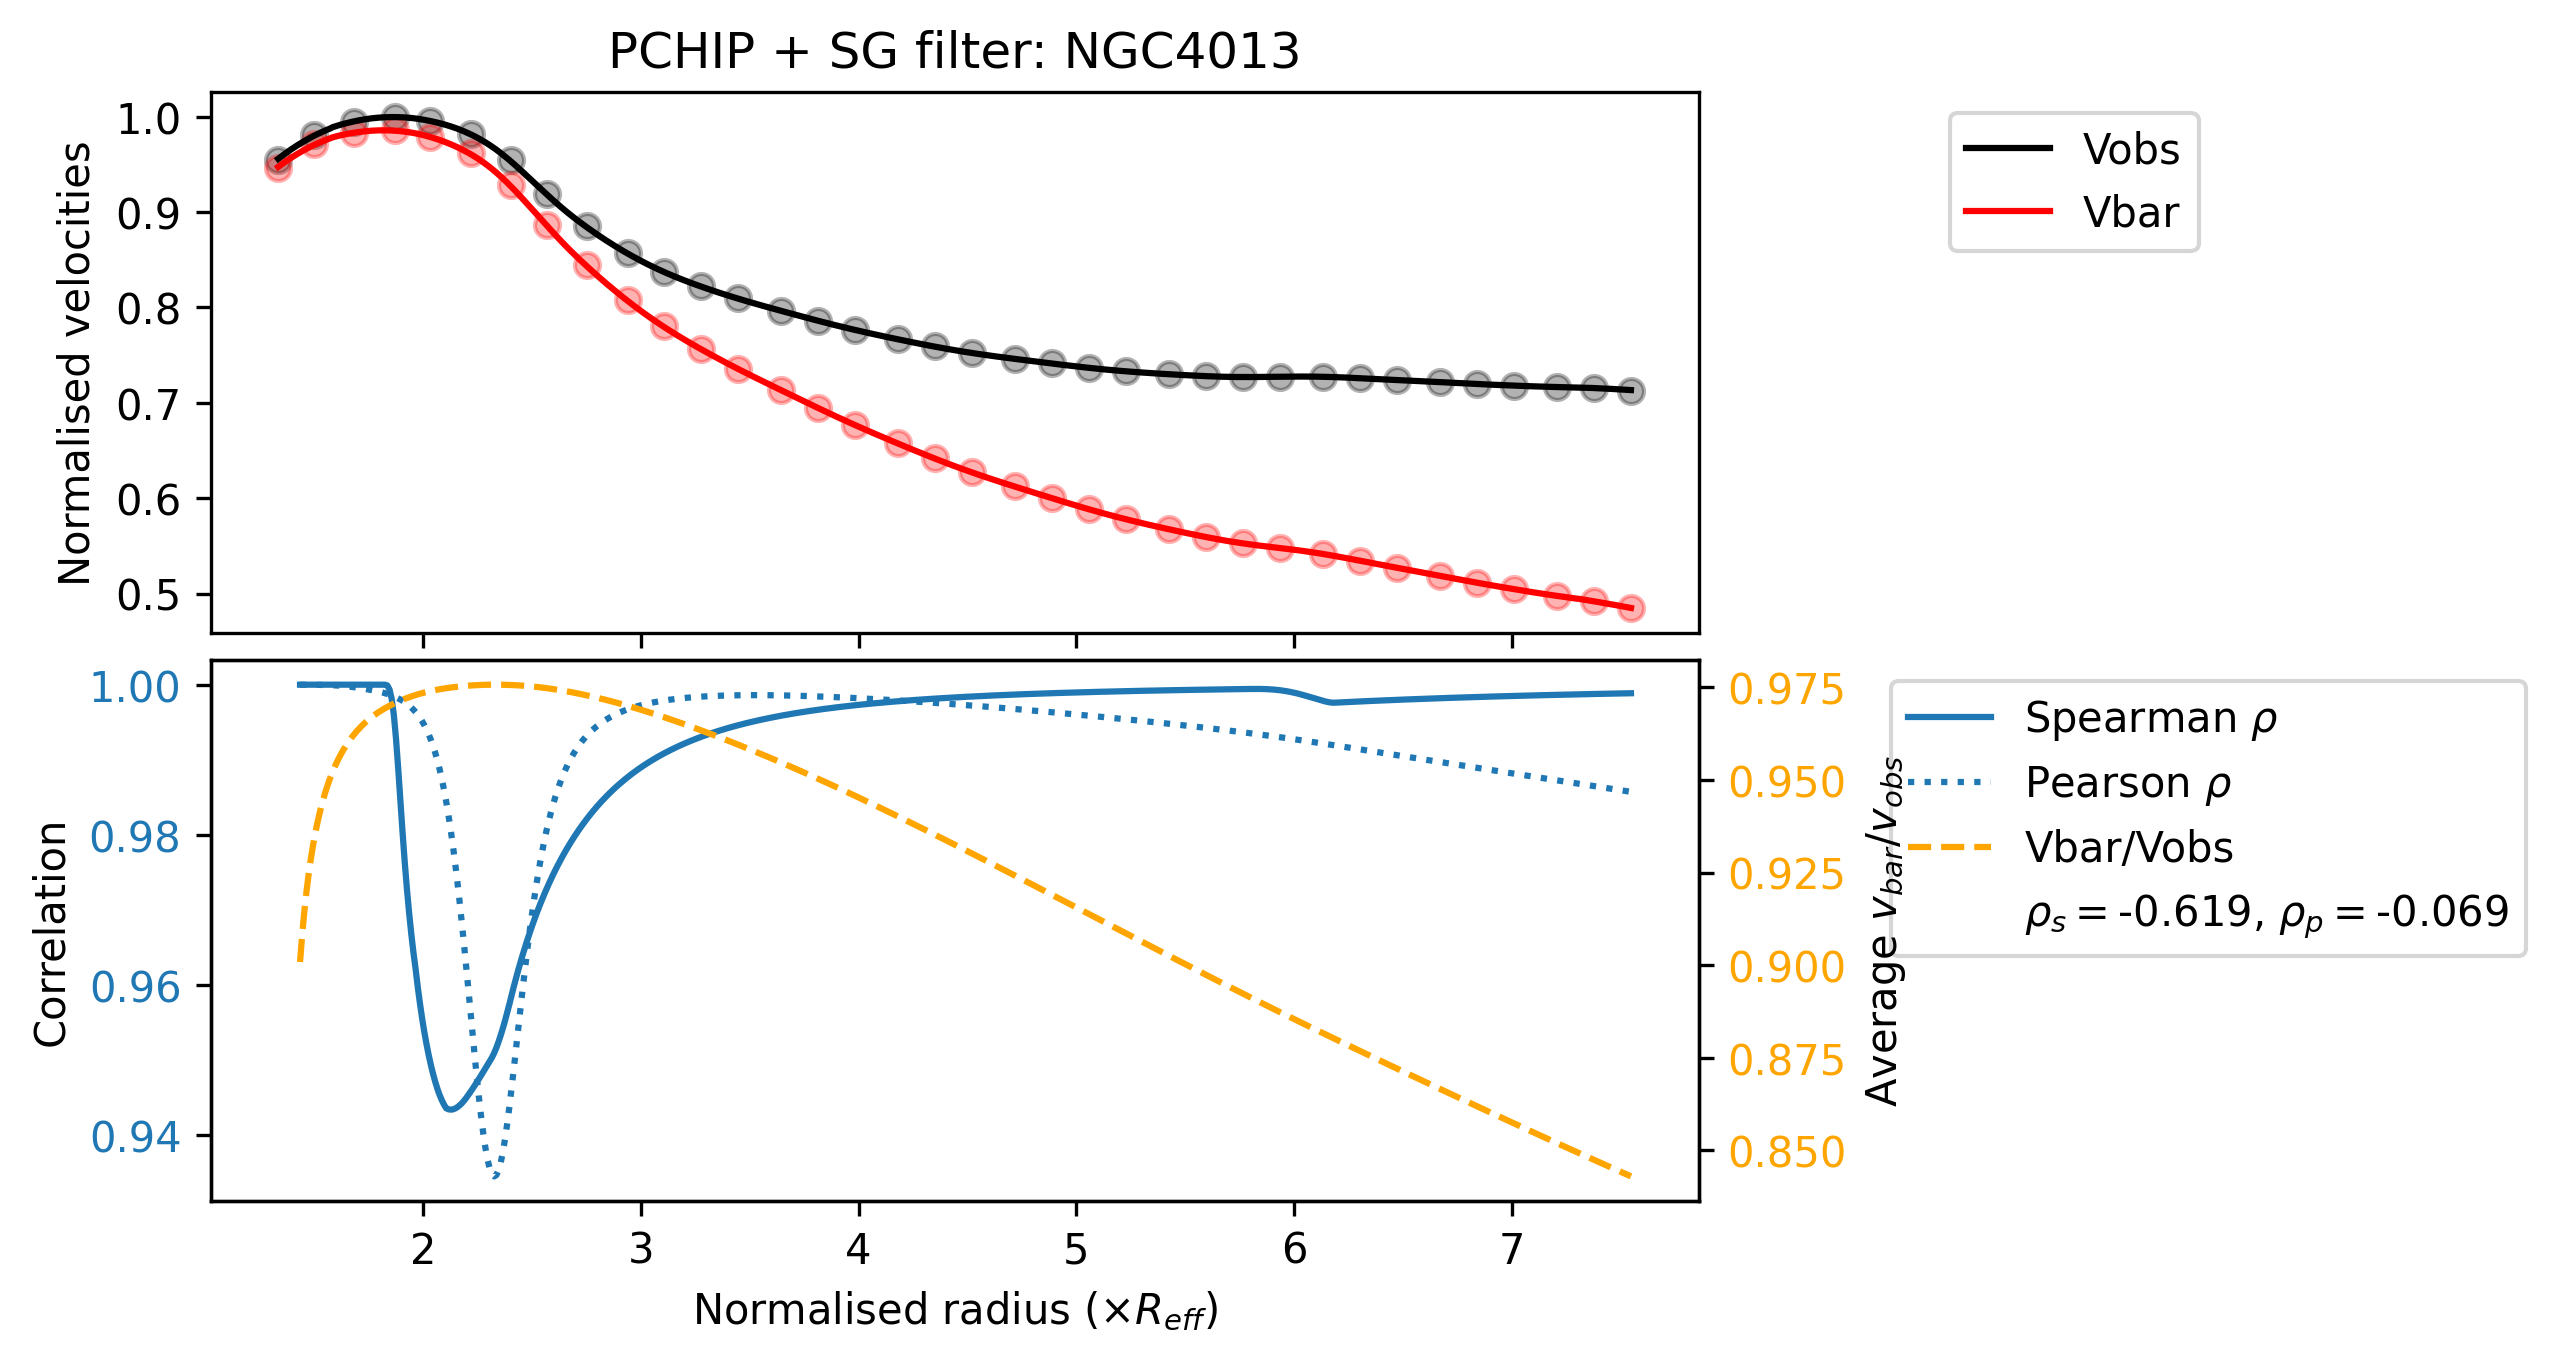 PCHIP + SG filter: NGC4013
Normalised velocities
1.0
0.9
0.8
0.7
0.6
0.5
Vobs
Vbar
Correlation
1.00
0.98
0.96
0.94
0.975
0.950
0.925
0.900
0.875
0.850
Average v_bar/v_obs
Spearman ρ
Pearson ρ
Vbar/Vobs
ρ_s = -0.619, ρ_p = -0.069
2 3 4 5 6 7
Normalised radius (×R_eff)